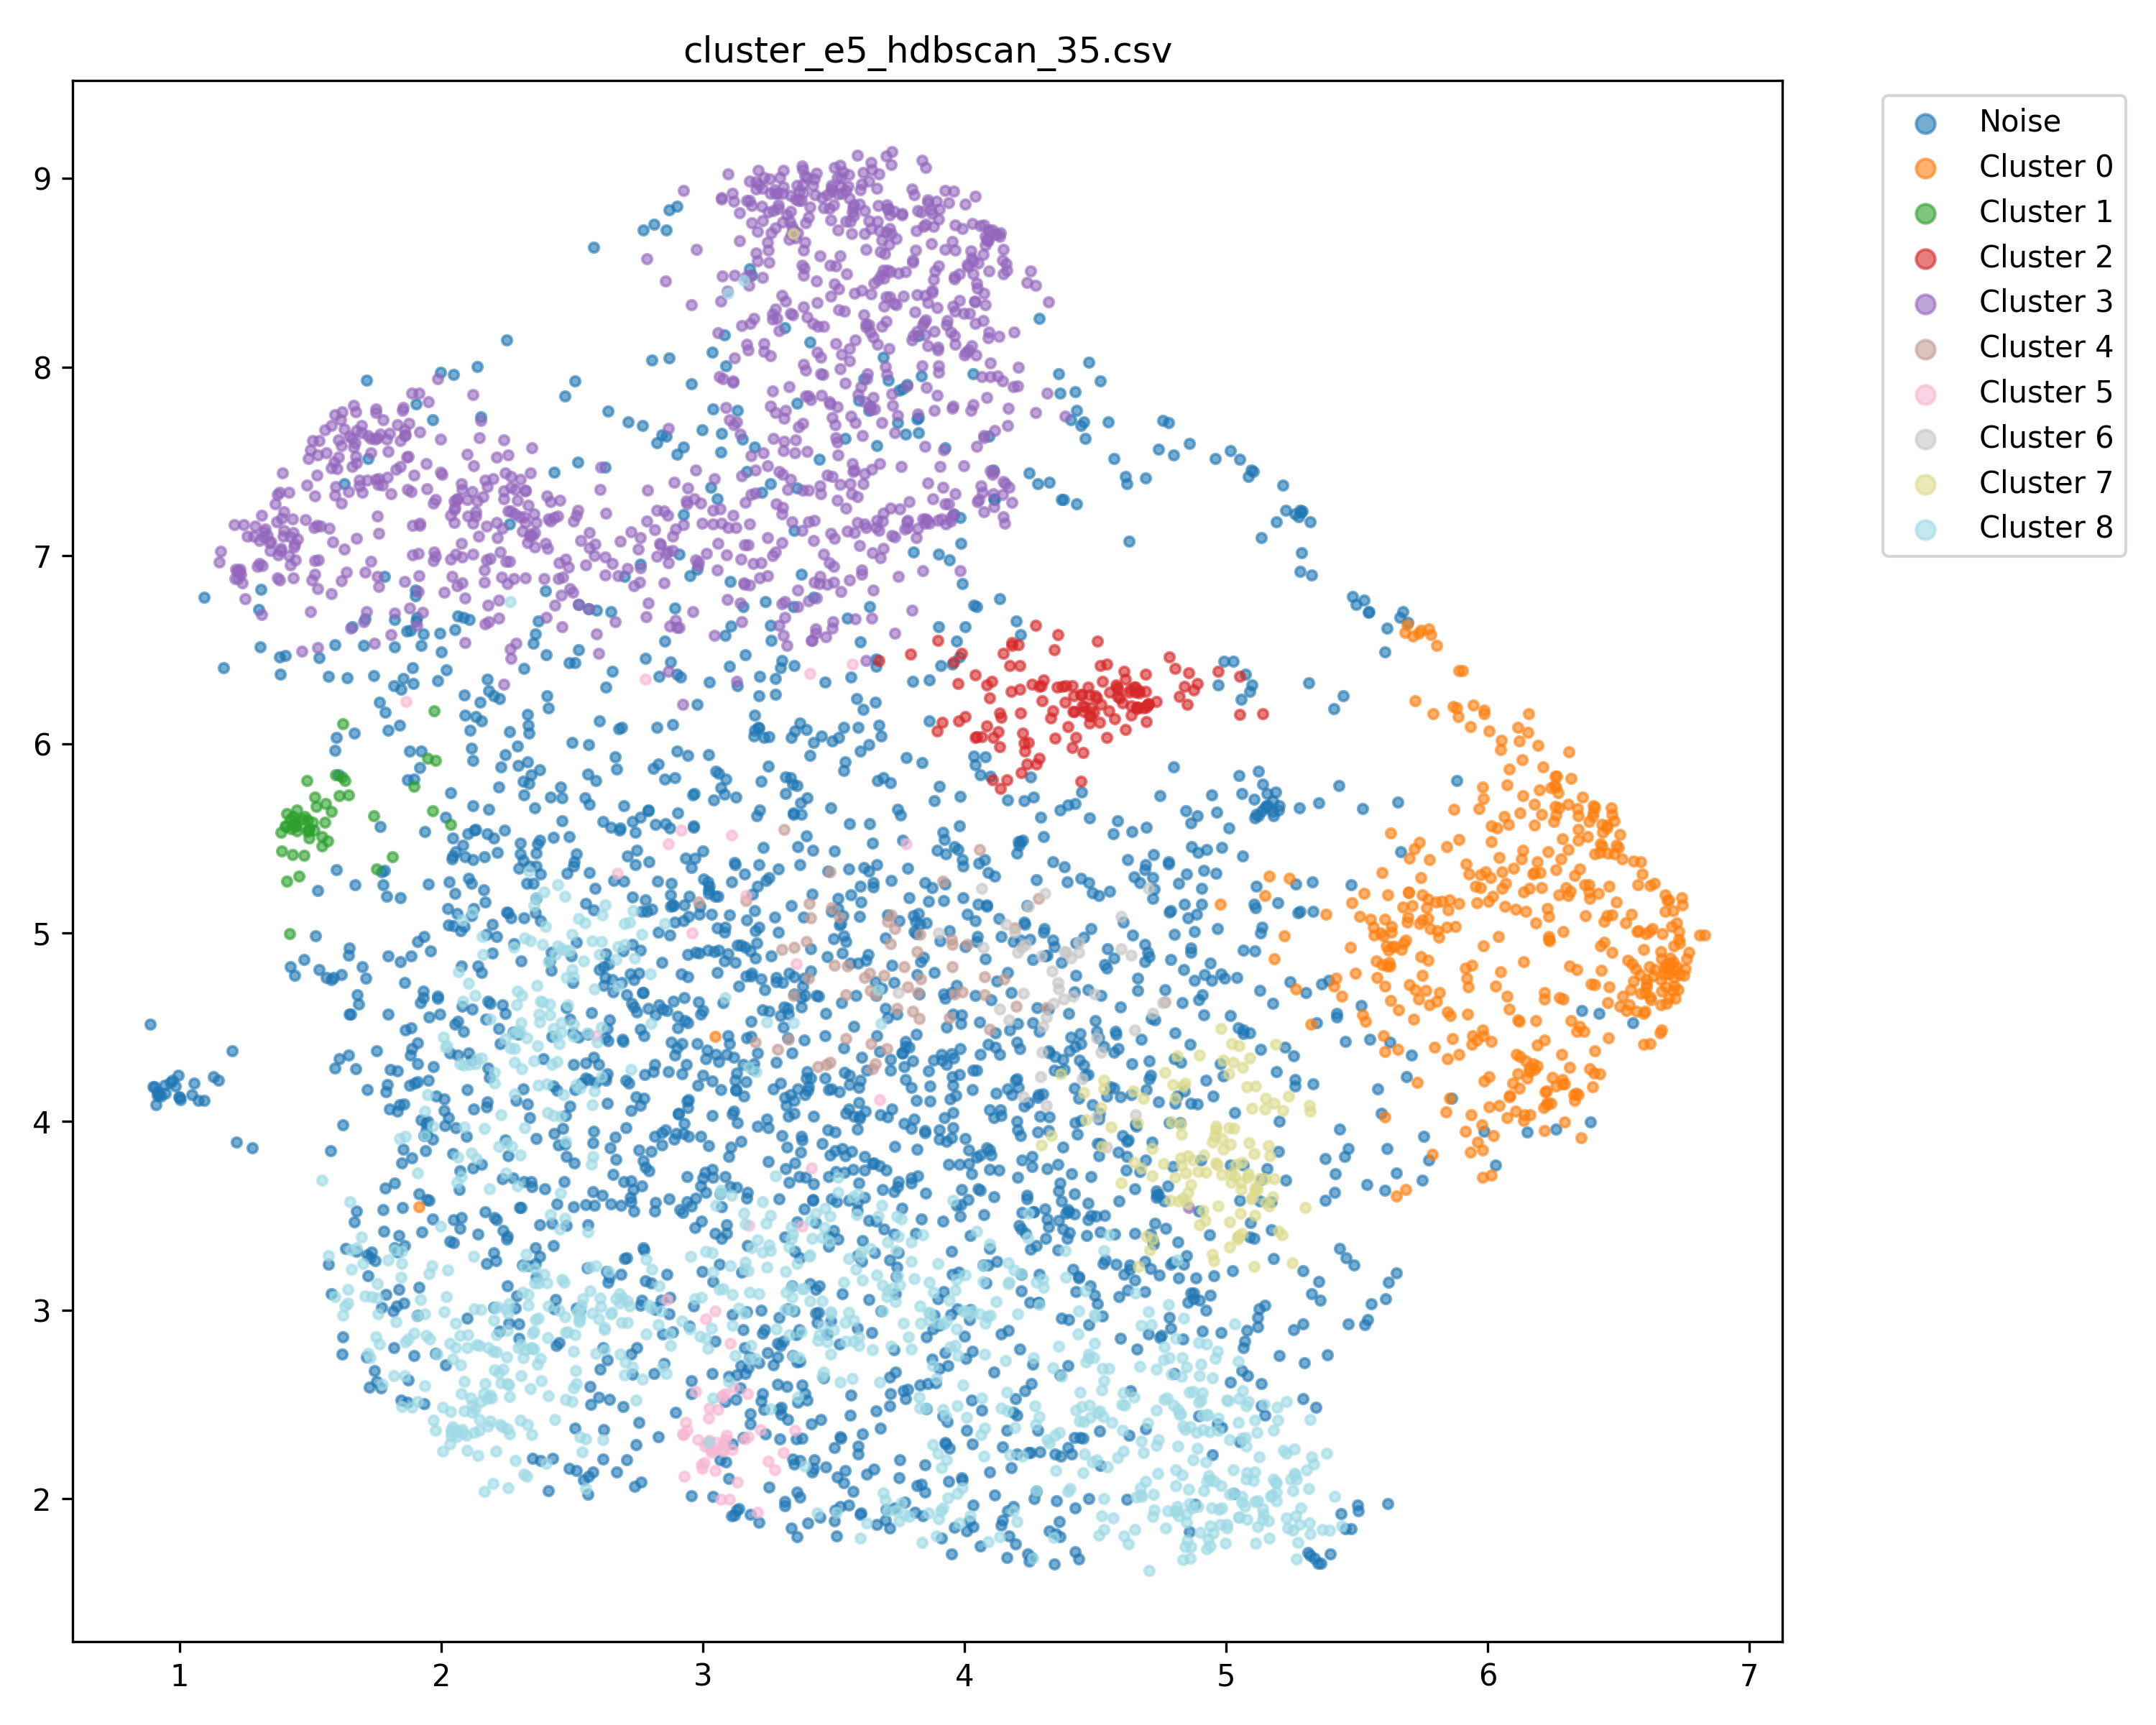 cluster_e5_hdbscan_35.csv
9
8
7
6
5
4
3
2
1 2 3 4 5 6 7
Noise
Cluster 0
Cluster 1
Cluster 2
Cluster 3
Cluster 4
Cluster 5
Cluster 6
Cluster 7
Cluster 8